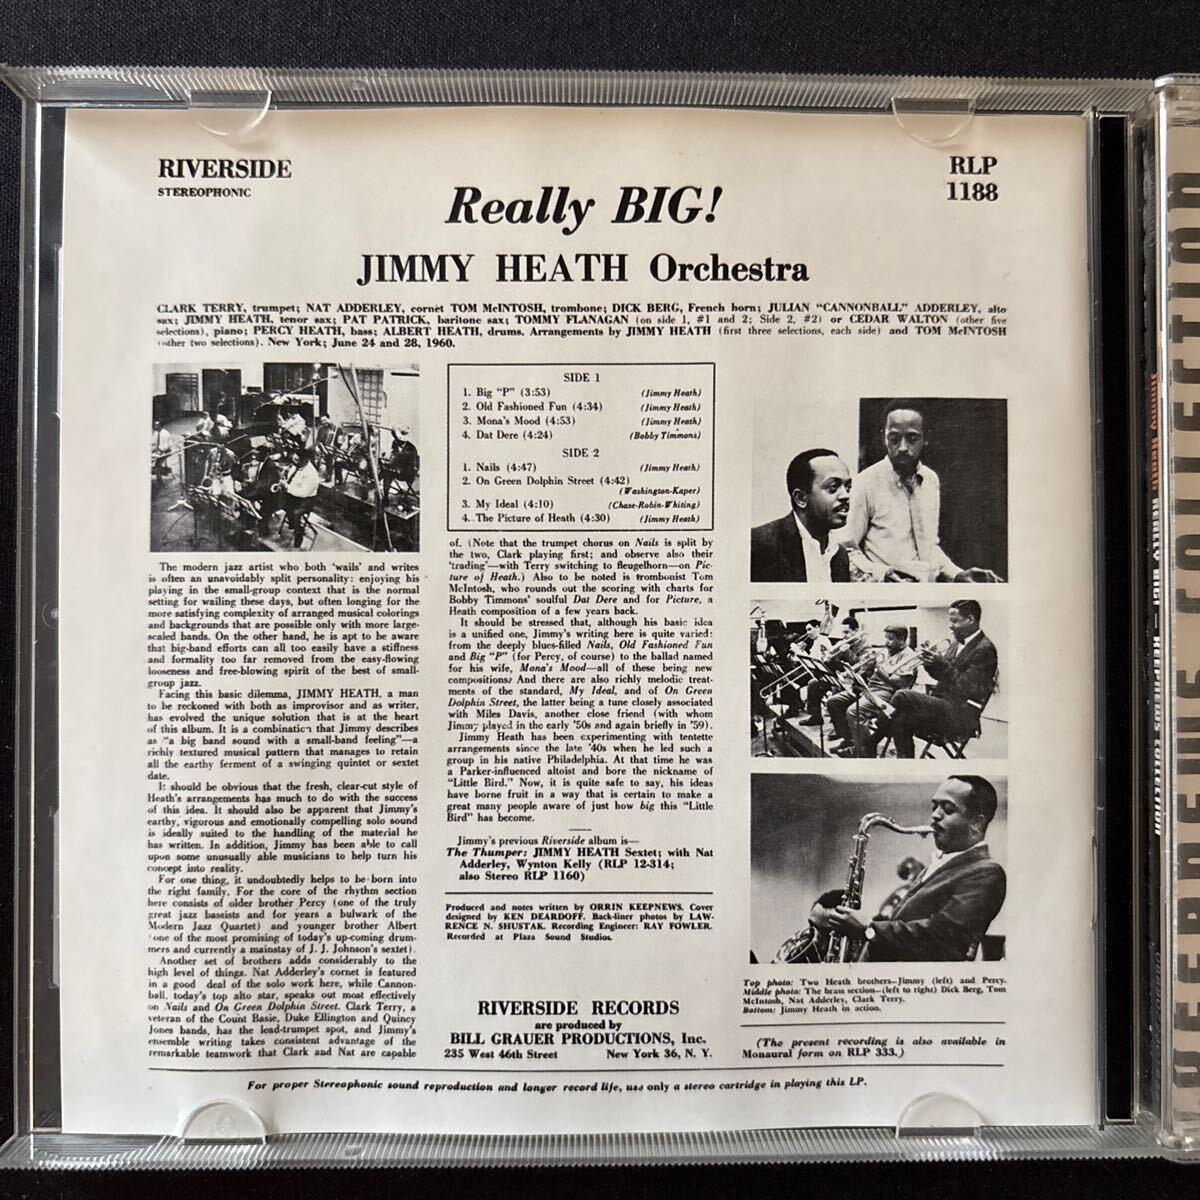 RIVERSIDE
STEREOPHONIC
RLP
1188
Really BIG!
JIMMY HEATH Orchestra
CLARK TERRY, trumpet; NAT ADDERLEY, cornet TOM McINTOSH, trombone; DICK BERG, French horn; JULIAN "CANNONBALL" ADDERLEY, alto
sax; JIMMY HEATH, tenor sax; PAT PATRICK, baritone sax; TOMMY FLANAGAN (on side 1, #1 and 2; Side 2, #2) or CEDAR WALTON (other five
selections), piano; PERCY HEATH, bass; ALBERT HEATH, drums. Arrangements by JIMMY HEATH (first three selections, each side) and TOM McINTOSH
(other two selections). New York; June 24 and 28, 1960.
SIDE 1
1. Big "P" (3:53) (Jimmy Heath)
2. Old Fashioned Fun (4:34) (Jimmy Heath)
3. Mona's Mood (4:53) (Jimmy Heath)
4. Dat Dere (4:24) (Bobby Timmons)
SIDE 2
1. Nails (4:47) (Jimmy Heath)
2. On Green Dolphin Street (4:42)
(Washington-Kaper)
3. My Ideal (4:10) (Chase-Robin-Whiting)
4. The Picture of Heath (4:30) (Jimmy Heath)
The modern jazz artist who both 'wails' and writes
is often an unavoidably split personality: enjoying his
playing in the small-group context that is the normal
setting for wailing these days, but often longing for the
more satisfying complexity of arranged musical colorings
and backgrounds that are possible only with more large-
scaled bands. On the other hand, he is apt to be aware
that big-band efforts can all too easily have a stiffness
and formality too far removed from the easy-flowing
looseness and free-blowing spirit of the best of small-
group jazz.
Facing this basic dilemma, JIMMY HEATH, a man
to be reckoned with both as improvisor and as writer,
has evolved the unique solution that is at the heart
of this album. It is a combination that Jimmy describes
as "a big band sound with a small-band feeling"—a
richly textured musical pattern that manages to retain
all the earthy ferment of a swinging quintet or sextet
date.
It should be obvious that the fresh, clear-cut style of
Heath's arrangements has much to do with the success
of this idea. It should also be apparent that Jimmy's
earthy, vigorous and emotionally compelling solo sound
is ideally suited to the handling of the material he
has written. In addition, Jimmy has been able to call
upon some unusually able musicians to help turn his
concept into reality.
For one thing, it undoubtedly helps to be born into
the right family. For the core of the rhythm section
here consists of older brother Percy (one of the truly
great jazz bassists and for years a bulwark of the
Modern Jazz Quartet) and younger brother Albert
(one of the most promising of today's up-coming drum-
mers and currently a mainstay of J. J. Johnson's sextet).
Another set of brothers adds considerably to the
high level of things. Nat Adderley's cornet is featured
in a good deal of the solo work here, while Cannon-
ball, today's top alto star, speaks out most effectively
on Nails and On Green Dolphin Street. Clark Terry, a
veteran of the Count Basie, Duke Ellington and Quincy
Jones bands, has the lead-trumpet spot, and Jimmy's
ensemble writing takes consistent advantage of the
remarkable teamwork that Clark and Nat are capable
of. (Note that the trumpet chorus on Nails is split by
the two, Clark playing first; and observe also their
'trading'—with Terry switching to fleugelhorn—on Pic-
ture of Heath.) Also to be noted is trombonist Tom
McIntosh, who rounds out the scoring with charts for
Bobby Timmons' soulful Dat Dere and for Picture, a
Heath composition of a few years back.
It should be stressed that, although his basic idea
is a unified one, Jimmy's writing here is quite varied:
from the deeply blues-filled Nails, Old Fashioned Fun
and Big "P" (for Percy, of course) to the ballad named
for his wife, Mona's Mood—all of these being new
compositions. And there are also richly melodic treat-
ments of the standard, My Ideal, and of On Green
Dolphin Street, the latter being a tune closely associated
with Miles Davis, another close friend (with whom
Jimmy played in the early '50s and again briefly in '59).
Jimmy Heath has been experimenting with tentette
arrangements since the late '40s when he led such a
group in his native Philadelphia. At that time he was
a Parker-influenced altoist and bore the nickname of
"Little Bird." Now, it is quite safe to say, his ideas
have borne fruit in a way that is certain to make a
great many people aware of just how big this "Little
Bird" has become.
Jimmy's previous Riverside album is—
The Thumper: JIMMY HEATH Sextet; with Nat
Adderley, Wynton Kelly (RLP 12-314;
also Stereo RLP 1160)
Produced and notes written by ORRIN KEEPNEWS. Cover
designed by KEN DEARDOFF. Back-liner photos by LAW-
RENCE N. SHUSTAK. Recording Engineer: RAY FOWLER.
Recorded at Plaza Sound Studios.
RIVERSIDE RECORDS
are produced by
BILL GRAUER PRODUCTIONS, Inc.
235 West 46th Street New York 36, N. Y.
Top photo: Two Heath brothers—Jimmy (left) and Percy.
Middle photo: The brass section—(left to right) Dick Berg, Tom
McIntosh, Nat Adderley, Clark Terry.
Bottom: Jimmy Heath in action.
(The present recording is also available in
Monaural form on RLP 333.)
For proper Stereophonic sound reproduction and longer record life, use only a stereo cartridge in playing this LP.
Jimmy Heath REALLY BIG! – KEEPNEWS COLLECTION
KEEPNEWS COLLECTION